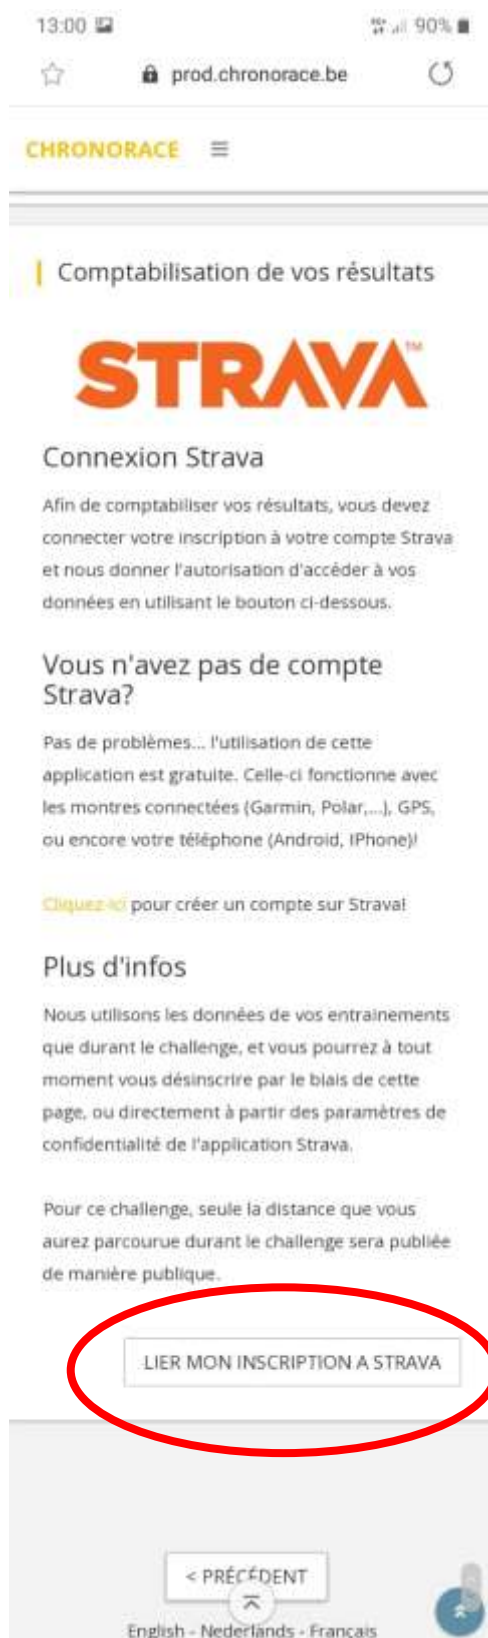 13:00 90%
prod.chronorace.be
CHRONORACE
Comptabilisation de vos résultats
STRAVA™
Connexion Strava
Afin de comptabiliser vos résultats, vous devez
connecter votre inscription à votre compte Strava
et nous donner l'autorisation d'accéder à vos
données en utilisant le bouton ci-dessous.
Vous n'avez pas de compte
Strava?
Pas de problèmes... l'utilisation de cette
application est gratuite. Celle-ci fonctionne avec
les montres connectées (Garmin, Polar,...), GPS,
ou encore votre téléphone (Android, IPhone)!
Cliquez-ici pour créer un compte sur Strava!
Plus d'infos
Nous utilisons les données de vos entrainements
que durant le challenge, et vous pourrez à tout
moment vous désinscrire par le biais de cette
page, ou directement à partir des paramètres de
confidentialité de l'application Strava.
Pour ce challenge, seule la distance que vous
aurez parcourue durant le challenge sera publiée
de manière publique.
LIER MON INSCRIPTION A STRAVA
< PRÉCÉDENT
English - Nederlands - Français